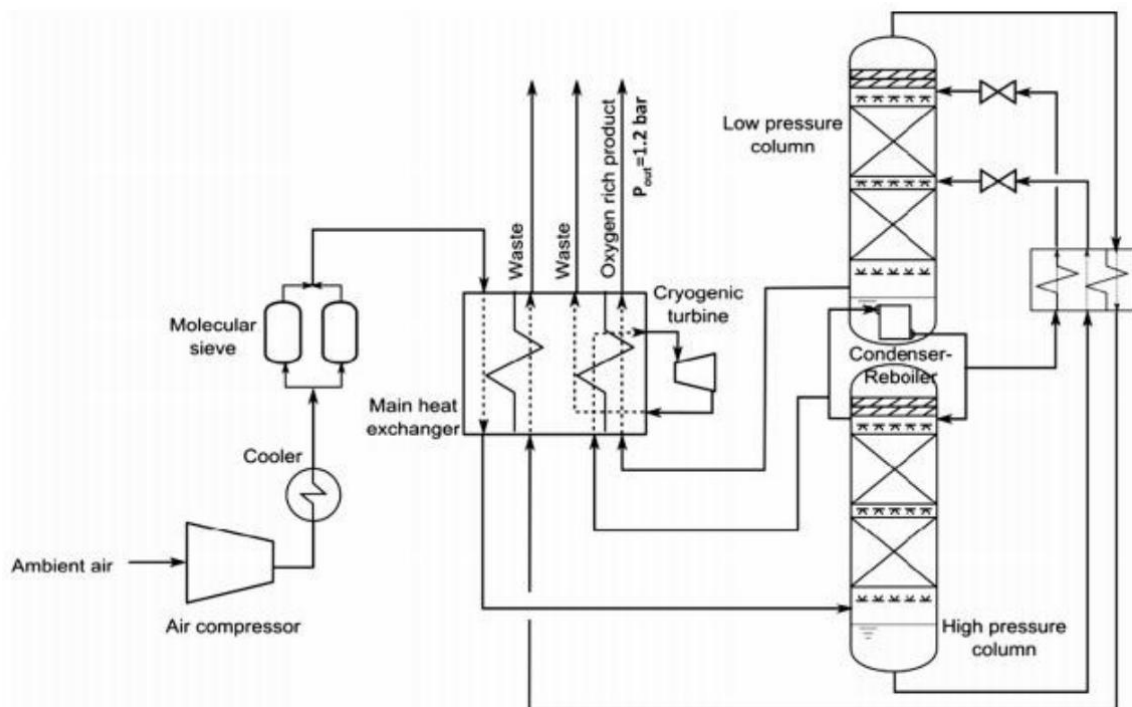 Low pressure
column
Waste
Waste
Oxygen rich product
P_out=1.2 bar
Cryogenic
turbine
Molecular
sieve
Condenser-
Reboiler
Main heat
exchanger
Cooler
Ambient air
Air compressor
High pressure
column